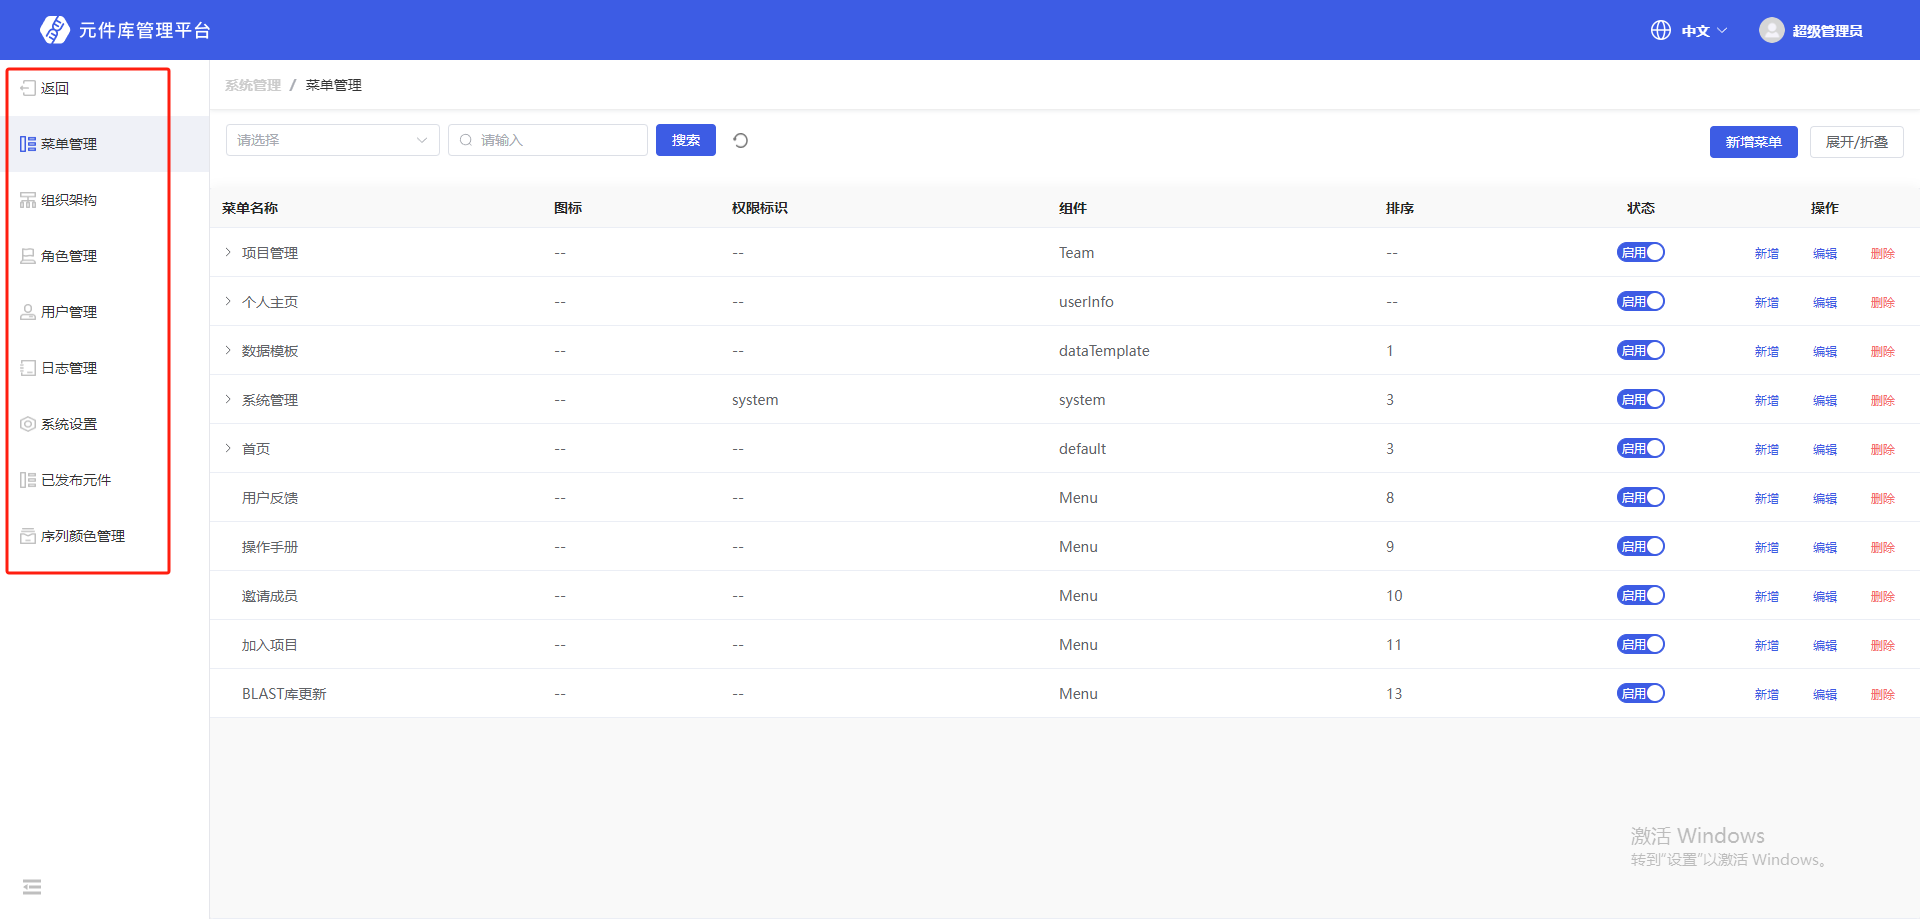 元件库管理平台
中文
超级管理员
返回
菜单管理
组织架构
角色管理
用户管理
日志管理
系统设置
已发布元件
序列颜色管理
系统管理 / 菜单管理
请选择
请输入
搜索
新增菜单
展开/折叠
菜单名称 图标 权限标识 组件 排序 状态 操作
项目管理 -- -- Team -- 启用 新增 编辑 删除
个人主页 -- -- userInfo -- 启用 新增 编辑 删除
数据模板 -- -- dataTemplate 1 启用 新增 编辑 删除
系统管理 -- system system 3 启用 新增 编辑 删除
首页 -- -- default 3 启用 新增 编辑 删除
用户反馈 -- -- Menu 8 启用 新增 编辑 删除
操作手册 -- -- Menu 9 启用 新增 编辑 删除
邀请成员 -- -- Menu 10 启用 新增 编辑 删除
加入项目 -- -- Menu 11 启用 新增 编辑 删除
BLAST库更新 -- -- Menu 13 启用 新增 编辑 删除
激活 Windows
转到"设置"以激活 Windows。